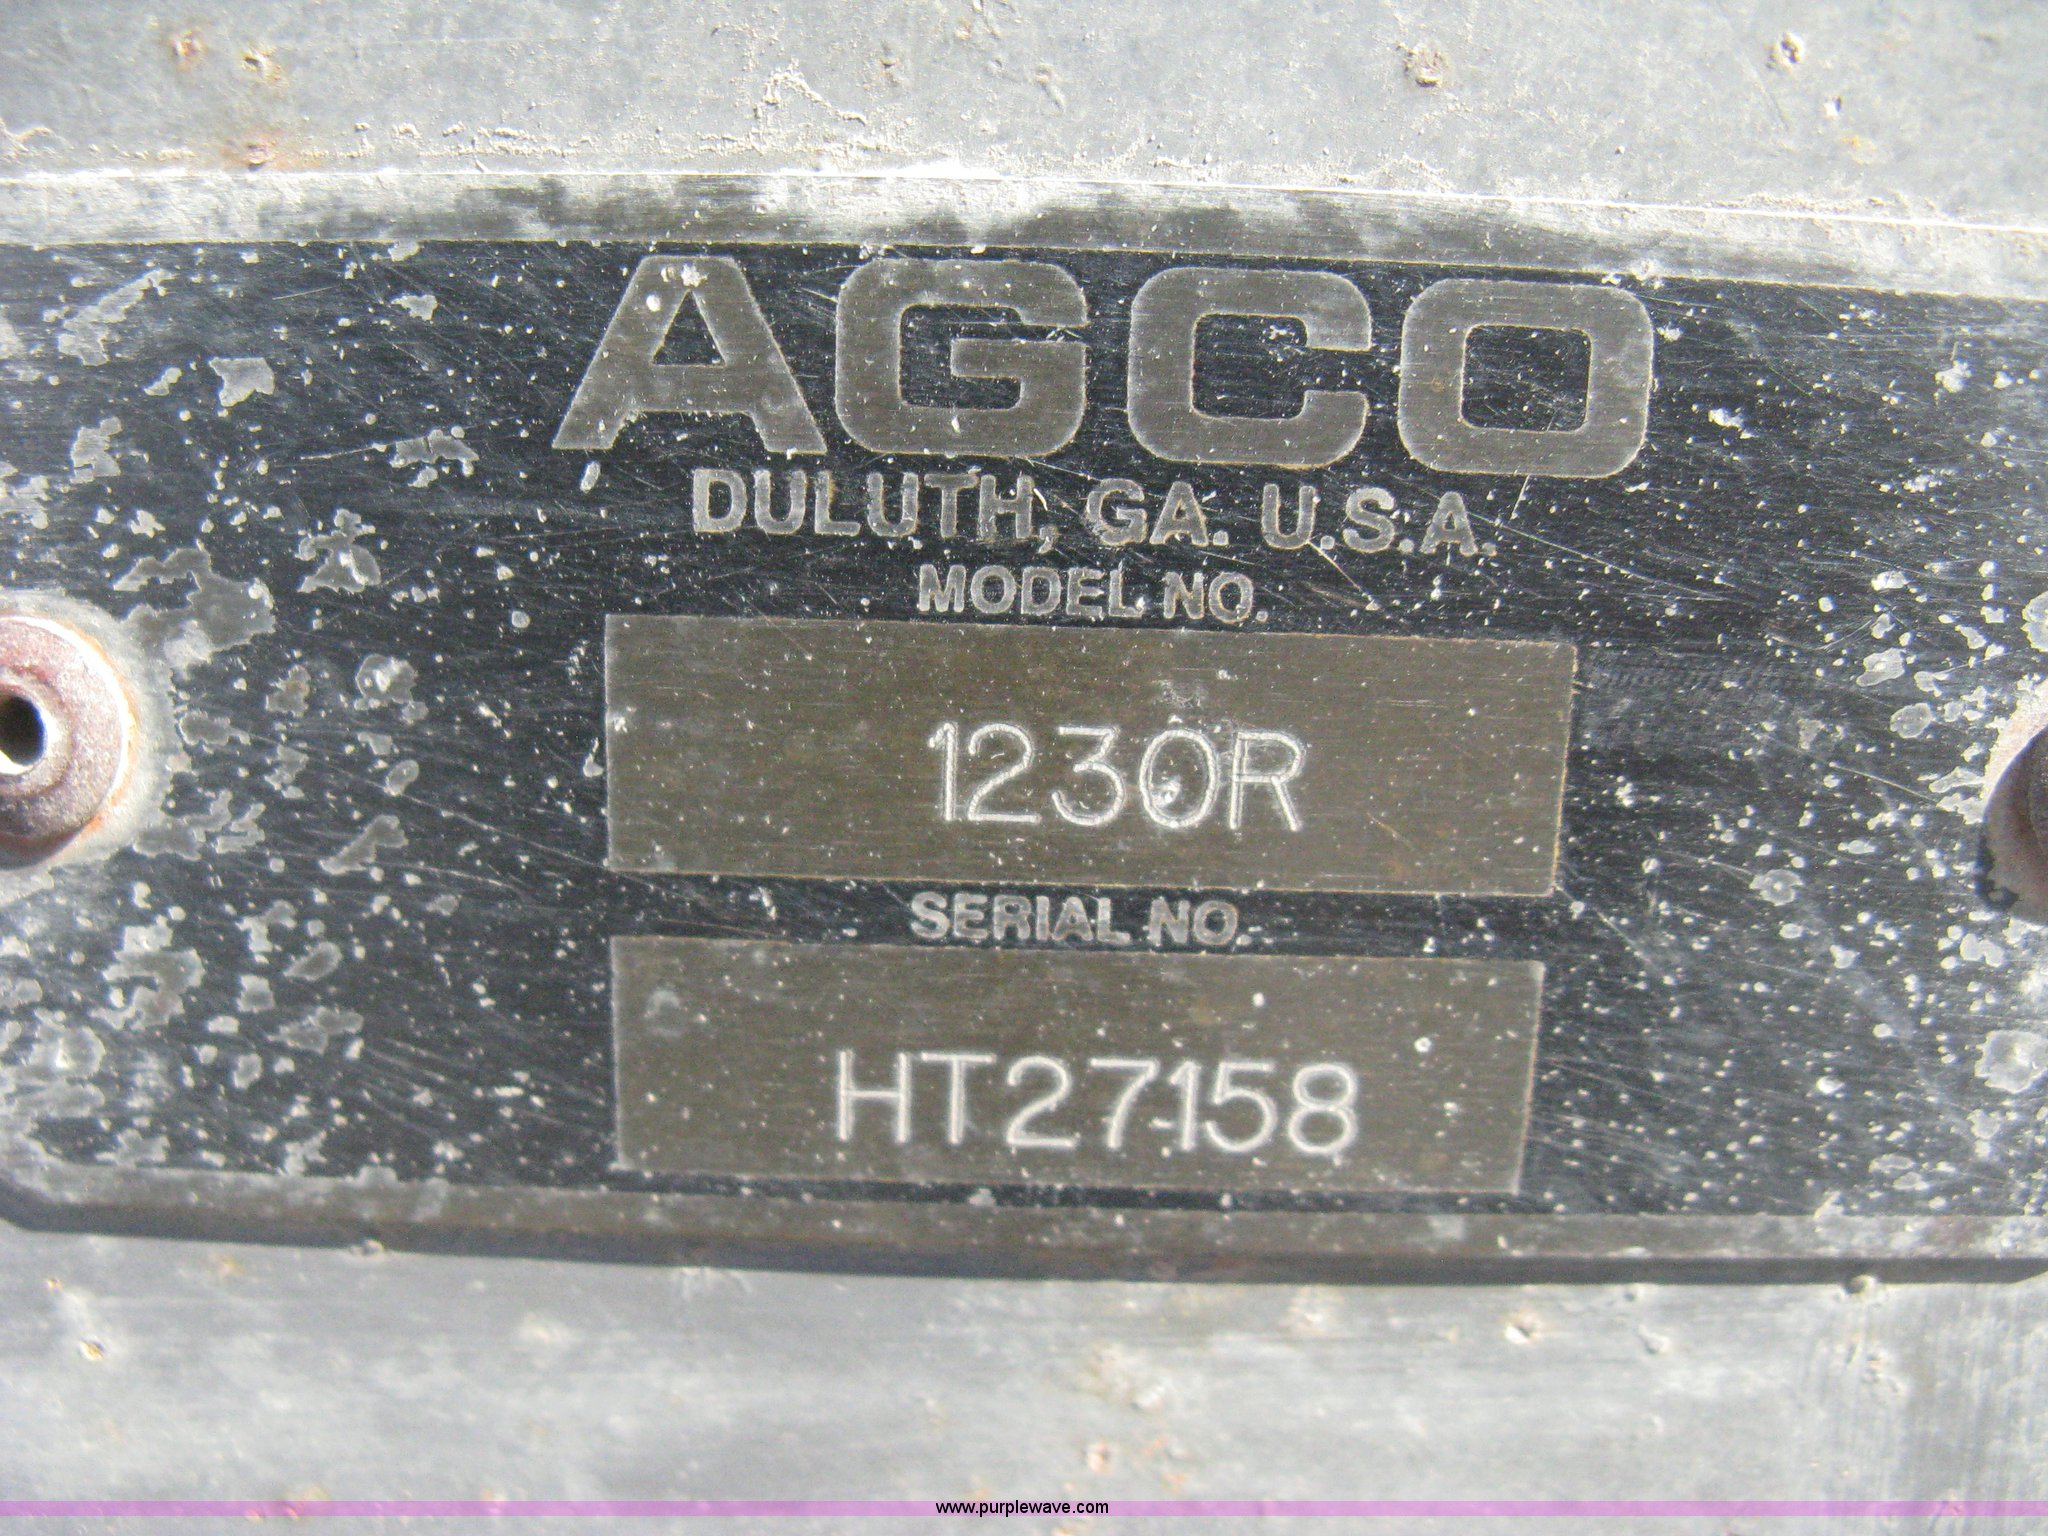 AGCO
DULUTH, GA. U.S.A.
MODEL NO.
1230R
SERIAL NO.
HT27158
www.purplewave.com